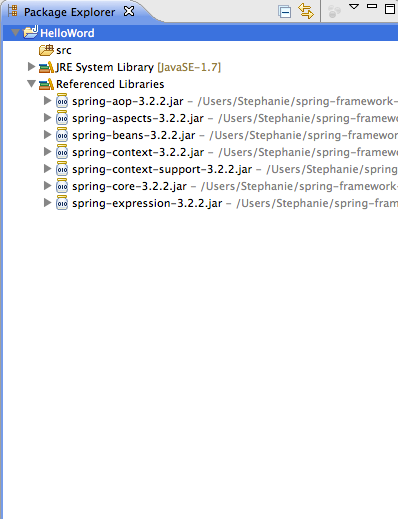 Package Explorer
HelloWord
src
JRE System Library [JavaSE-1.7]
Referenced Libraries
spring-aop-3.2.2.jar - /Users/Stephanie/spring-framework-
spring-aspects-3.2.2.jar - /Users/Stephanie/spring-fram
spring-beans-3.2.2.jar - /Users/Stephanie/spring-framew
spring-context-3.2.2.jar - /Users/Stephanie/spring-fram
spring-context-support-3.2.2.jar - /Users/Stephanie/sp
spring-core-3.2.2.jar - /Users/Stephanie/spring-framework-
spring-expression-3.2.2.jar - /Users/Stephanie/spring-fra